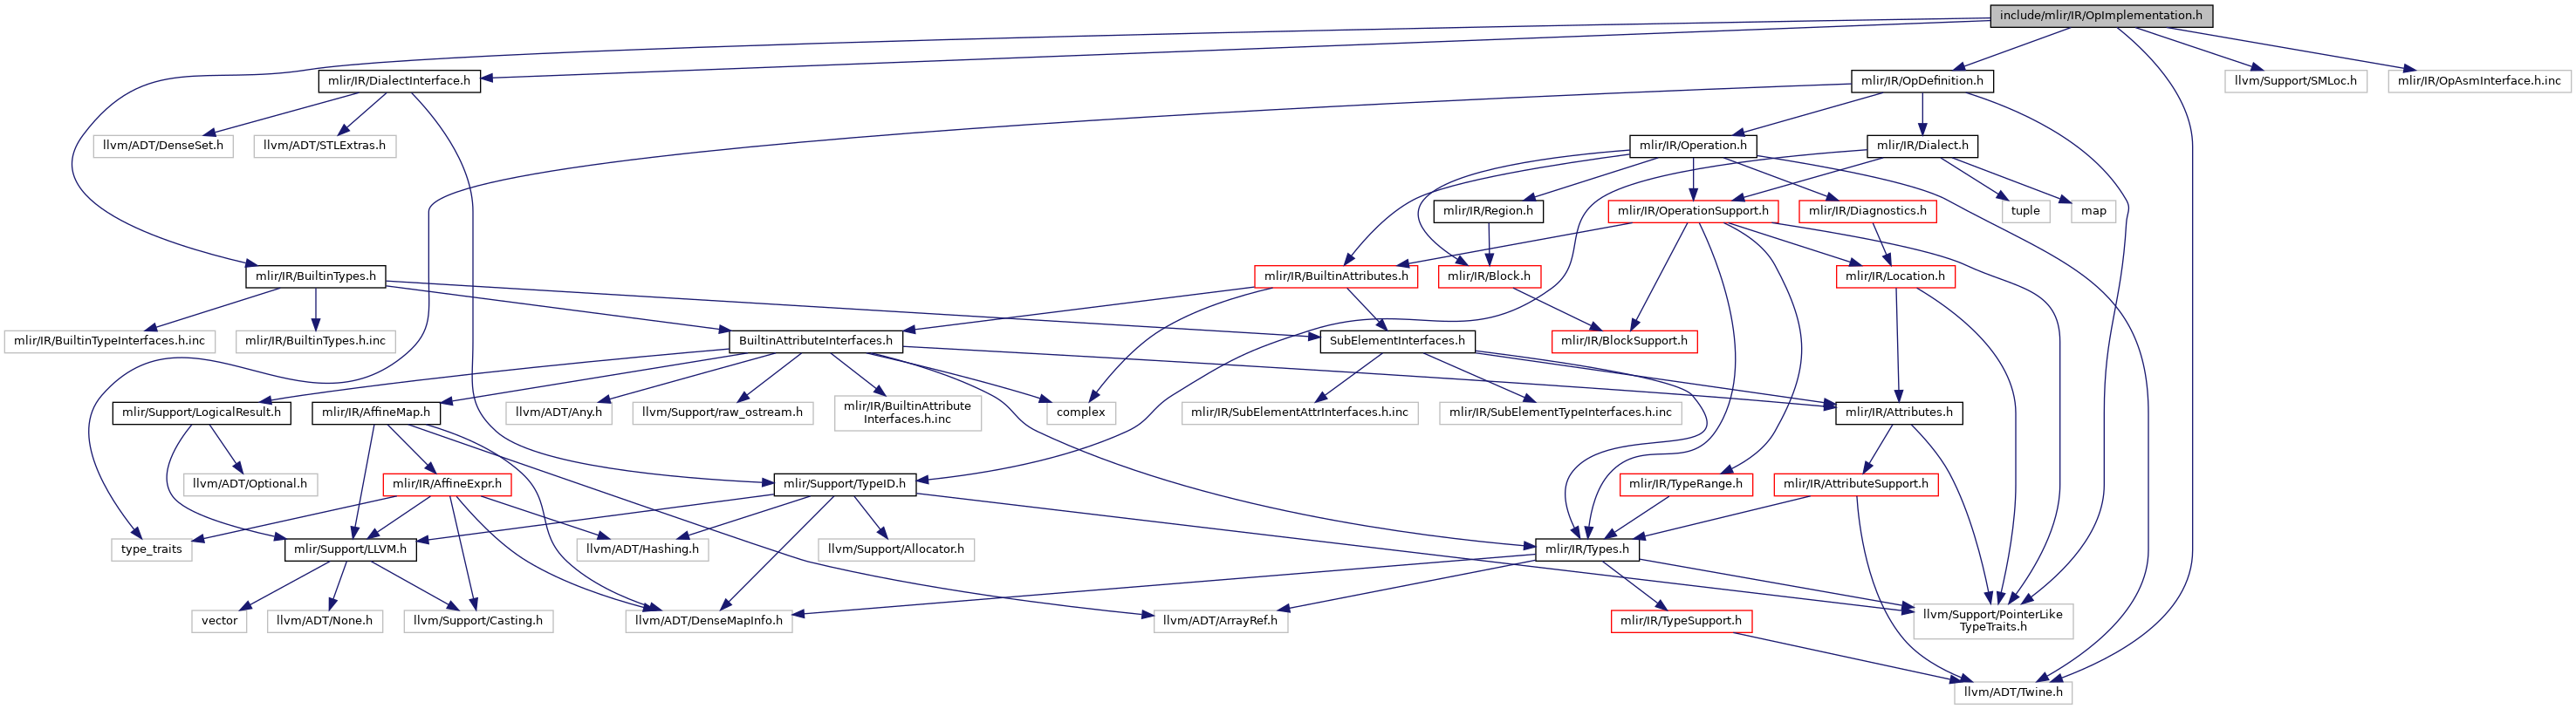 include/mlir/IR/OpImplementation.h
mlir/IR/DialectInterface.h
mlir/IR/OpDefinition.h
llvm/Support/SMLoc.h
mlir/IR/OpAsmInterface.h.inc
llvm/ADT/DenseSet.h
llvm/ADT/STLExtras.h
mlir/IR/Operation.h
mlir/IR/Dialect.h
mlir/IR/Region.h
mlir/IR/OperationSupport.h
mlir/IR/Diagnostics.h
tuple
map
mlir/IR/BuiltinTypes.h
mlir/IR/BuiltinAttributes.h
mlir/IR/Block.h
mlir/IR/Location.h
mlir/IR/BuiltinTypeInterfaces.h.inc
mlir/IR/BuiltinTypes.h.inc
BuiltinAttributeInterfaces.h
SubElementInterfaces.h
mlir/IR/BlockSupport.h
mlir/Support/LogicalResult.h
mlir/IR/AffineMap.h
llvm/ADT/Any.h
llvm/Support/raw_ostream.h
mlir/IR/BuiltinAttribute
Interfaces.h.inc
complex
mlir/IR/SubElementAttrInterfaces.h.inc
mlir/IR/SubElementTypeInterfaces.h.inc
mlir/IR/Attributes.h
llvm/ADT/Optional.h
mlir/IR/AffineExpr.h
mlir/Support/TypeID.h
mlir/IR/TypeRange.h
mlir/IR/AttributeSupport.h
type_traits
mlir/Support/LLVM.h
llvm/ADT/Hashing.h
llvm/Support/Allocator.h
mlir/IR/Types.h
vector
llvm/ADT/None.h
llvm/Support/Casting.h
llvm/ADT/DenseMapInfo.h
llvm/ADT/ArrayRef.h
mlir/IR/TypeSupport.h
llvm/Support/PointerLike
TypeTraits.h
llvm/ADT/Twine.h